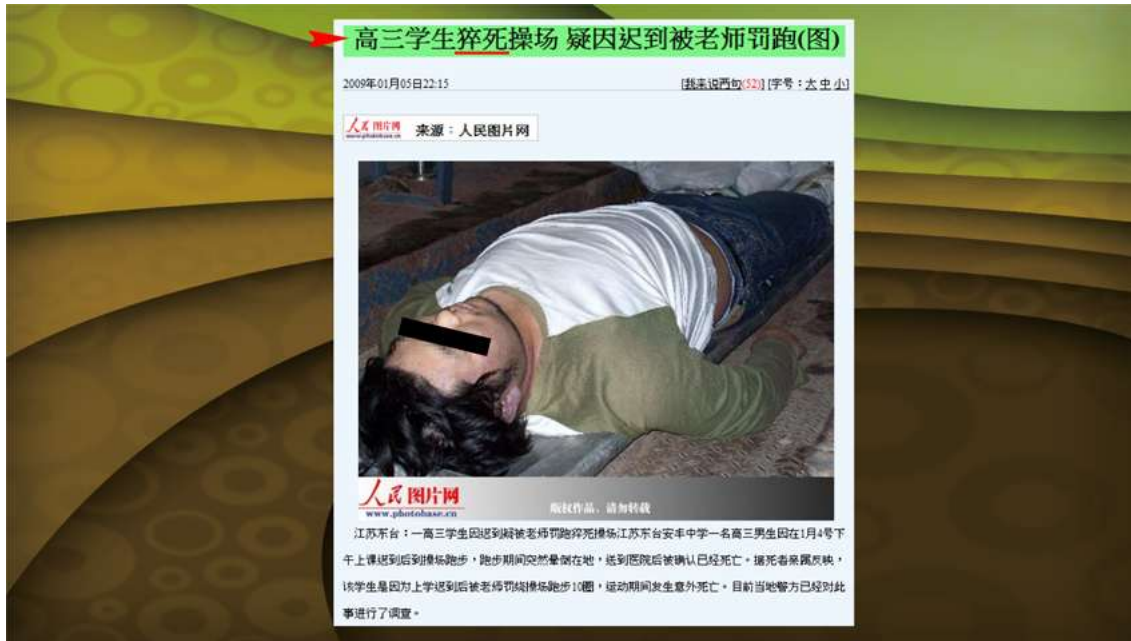 高三学生猝死操场 疑因迟到被老师罚跑(图)
2009年01月05日22:15
[我来说两句(52)] [字号：大 中 小]
人民 图片网
www.photobase.cn
来源：人民图片网
人民 图片网
www.photobase.cn
版权作品，请勿转载
江苏东台：一高三学生因迟到疑被老师罚跑猝死操场江苏东台安丰中学一名高三男生因在1月4号下
午上课迟到后到操场跑步，跑步期间突然晕倒在地，送到医院后被确认已经死亡。据死者亲属反映，
该学生是因为上学迟到后被老师罚绕操场跑步10圈，运动期间发生意外死亡。目前当地警方已经对此
事进行了调查。